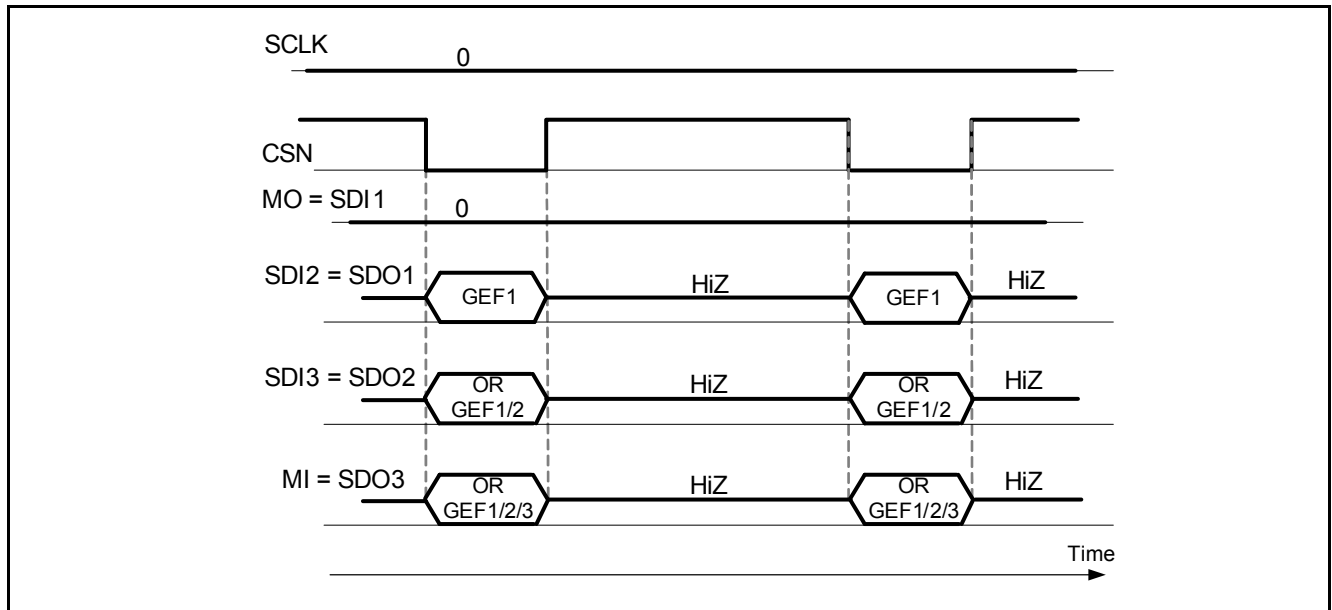 SCLK
0
CSN
MO = SDI1
0
SDI2 = SDO1
GEF1
HiZ
GEF1
HiZ
SDI3 = SDO2
OR
GEF1/2
HiZ
OR
GEF1/2
HiZ
MI = SDO3
OR
GEF1/2/3
HiZ
OR
GEF1/2/3
HiZ
Time